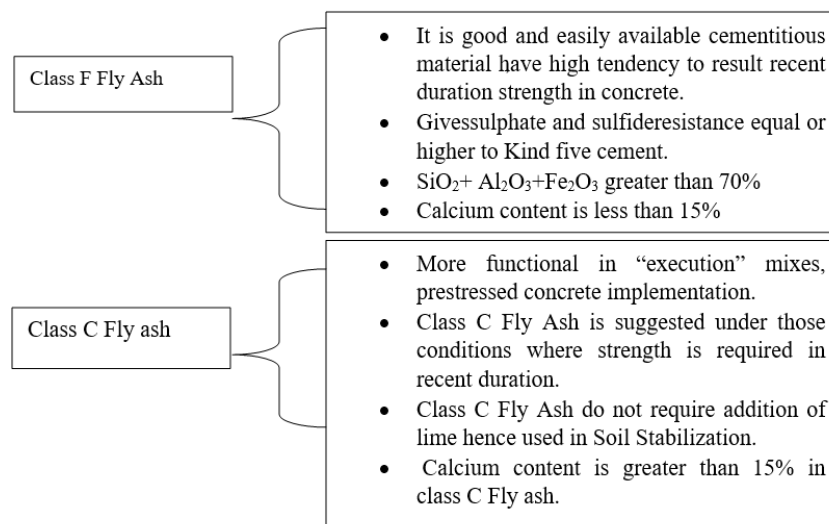 Class F Fly Ash
• It is good and easily available cementitious
material have high tendency to result recent
duration strength in concrete.
• Givessulphate and sulfideresistance equal or
higher to Kind five cement.
• SiO₂+ Al₂O₃+Fe₂O₃ greater than 70%
• Calcium content is less than 15%
Class C Fly ash
• More functional in “execution” mixes,
prestressed concrete implementation.
• Class C Fly Ash is suggested under those
conditions where strength is required in
recent duration.
• Class C Fly Ash do not require addition of
lime hence used in Soil Stabilization.
• Calcium content is greater than 15% in
class C Fly ash.